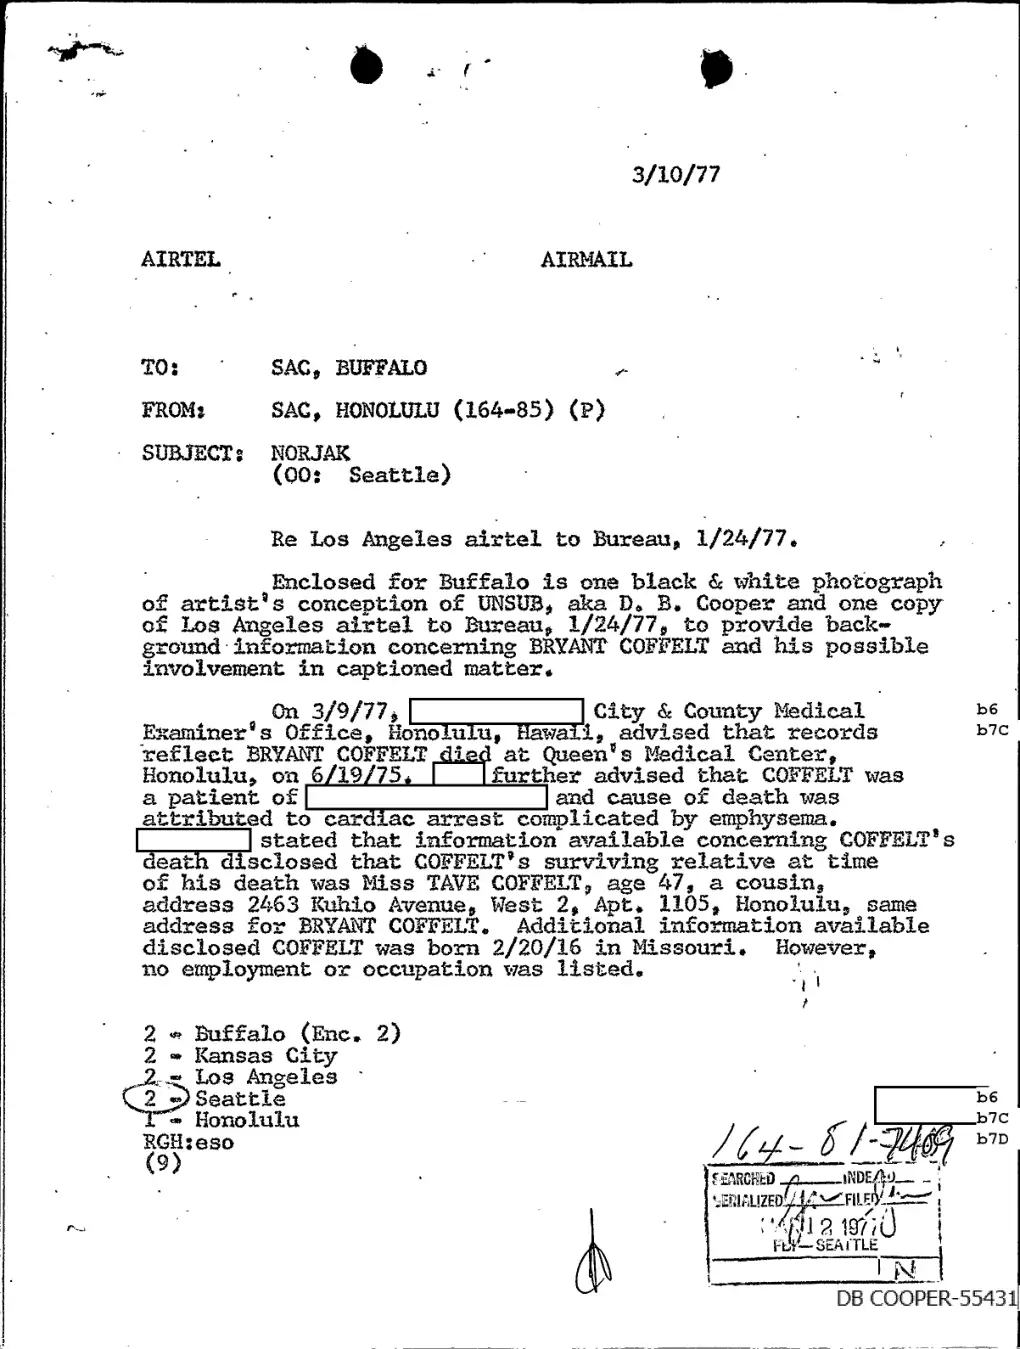 3/10/77
AIRTEL AIRMAIL
TO: SAC, BUFFALO
FROM: SAC, HONOLULU (164-85) (P)
SUBJECT: NORJAK
(OO: Seattle)
Re Los Angeles airtel to Bureau, 1/24/77.
Enclosed for Buffalo is one black & white photograph
of artist's conception of UNSUB, aka D. B. Cooper and one copy
of Los Angeles airtel to Bureau, 1/24/77, to provide back-
ground information concerning BRYANT COFFELT and his possible
involvement in captioned matter.
On 3/9/77, City & County Medical b6
Examiner's Office, Honolulu, Hawaii, advised that records b7C
reflect BRYANT COFFELT died at Queen's Medical Center,
Honolulu, on 6/19/75. further advised that COFFELT was
a patient of and cause of death was
attributed to cardiac arrest complicated by emphysema.
stated that information available concerning COFFELT's
death disclosed that COFFELT's surviving relative at time
of his death was Miss TAVE COFFELT, age 47, a cousin,
address 2463 Kuhio Avenue, West 2, Apt. 1105, Honolulu, same
address for BRYANT COFFELT. Additional information available
disclosed COFFELT was born 2/20/16 in Missouri. However,
no employment or occupation was listed.
2 - Buffalo (Enc. 2)
2 - Kansas City
2 - Los Angeles
2 - Seattle
1 - Honolulu
RGH:eso
(9)
b6
b7C
b7D
164-81-7409
SEARCHED INDEXED
SERIALIZED FILED
12 1977
FBI-SEATTLE
N
DB COOPER-55431